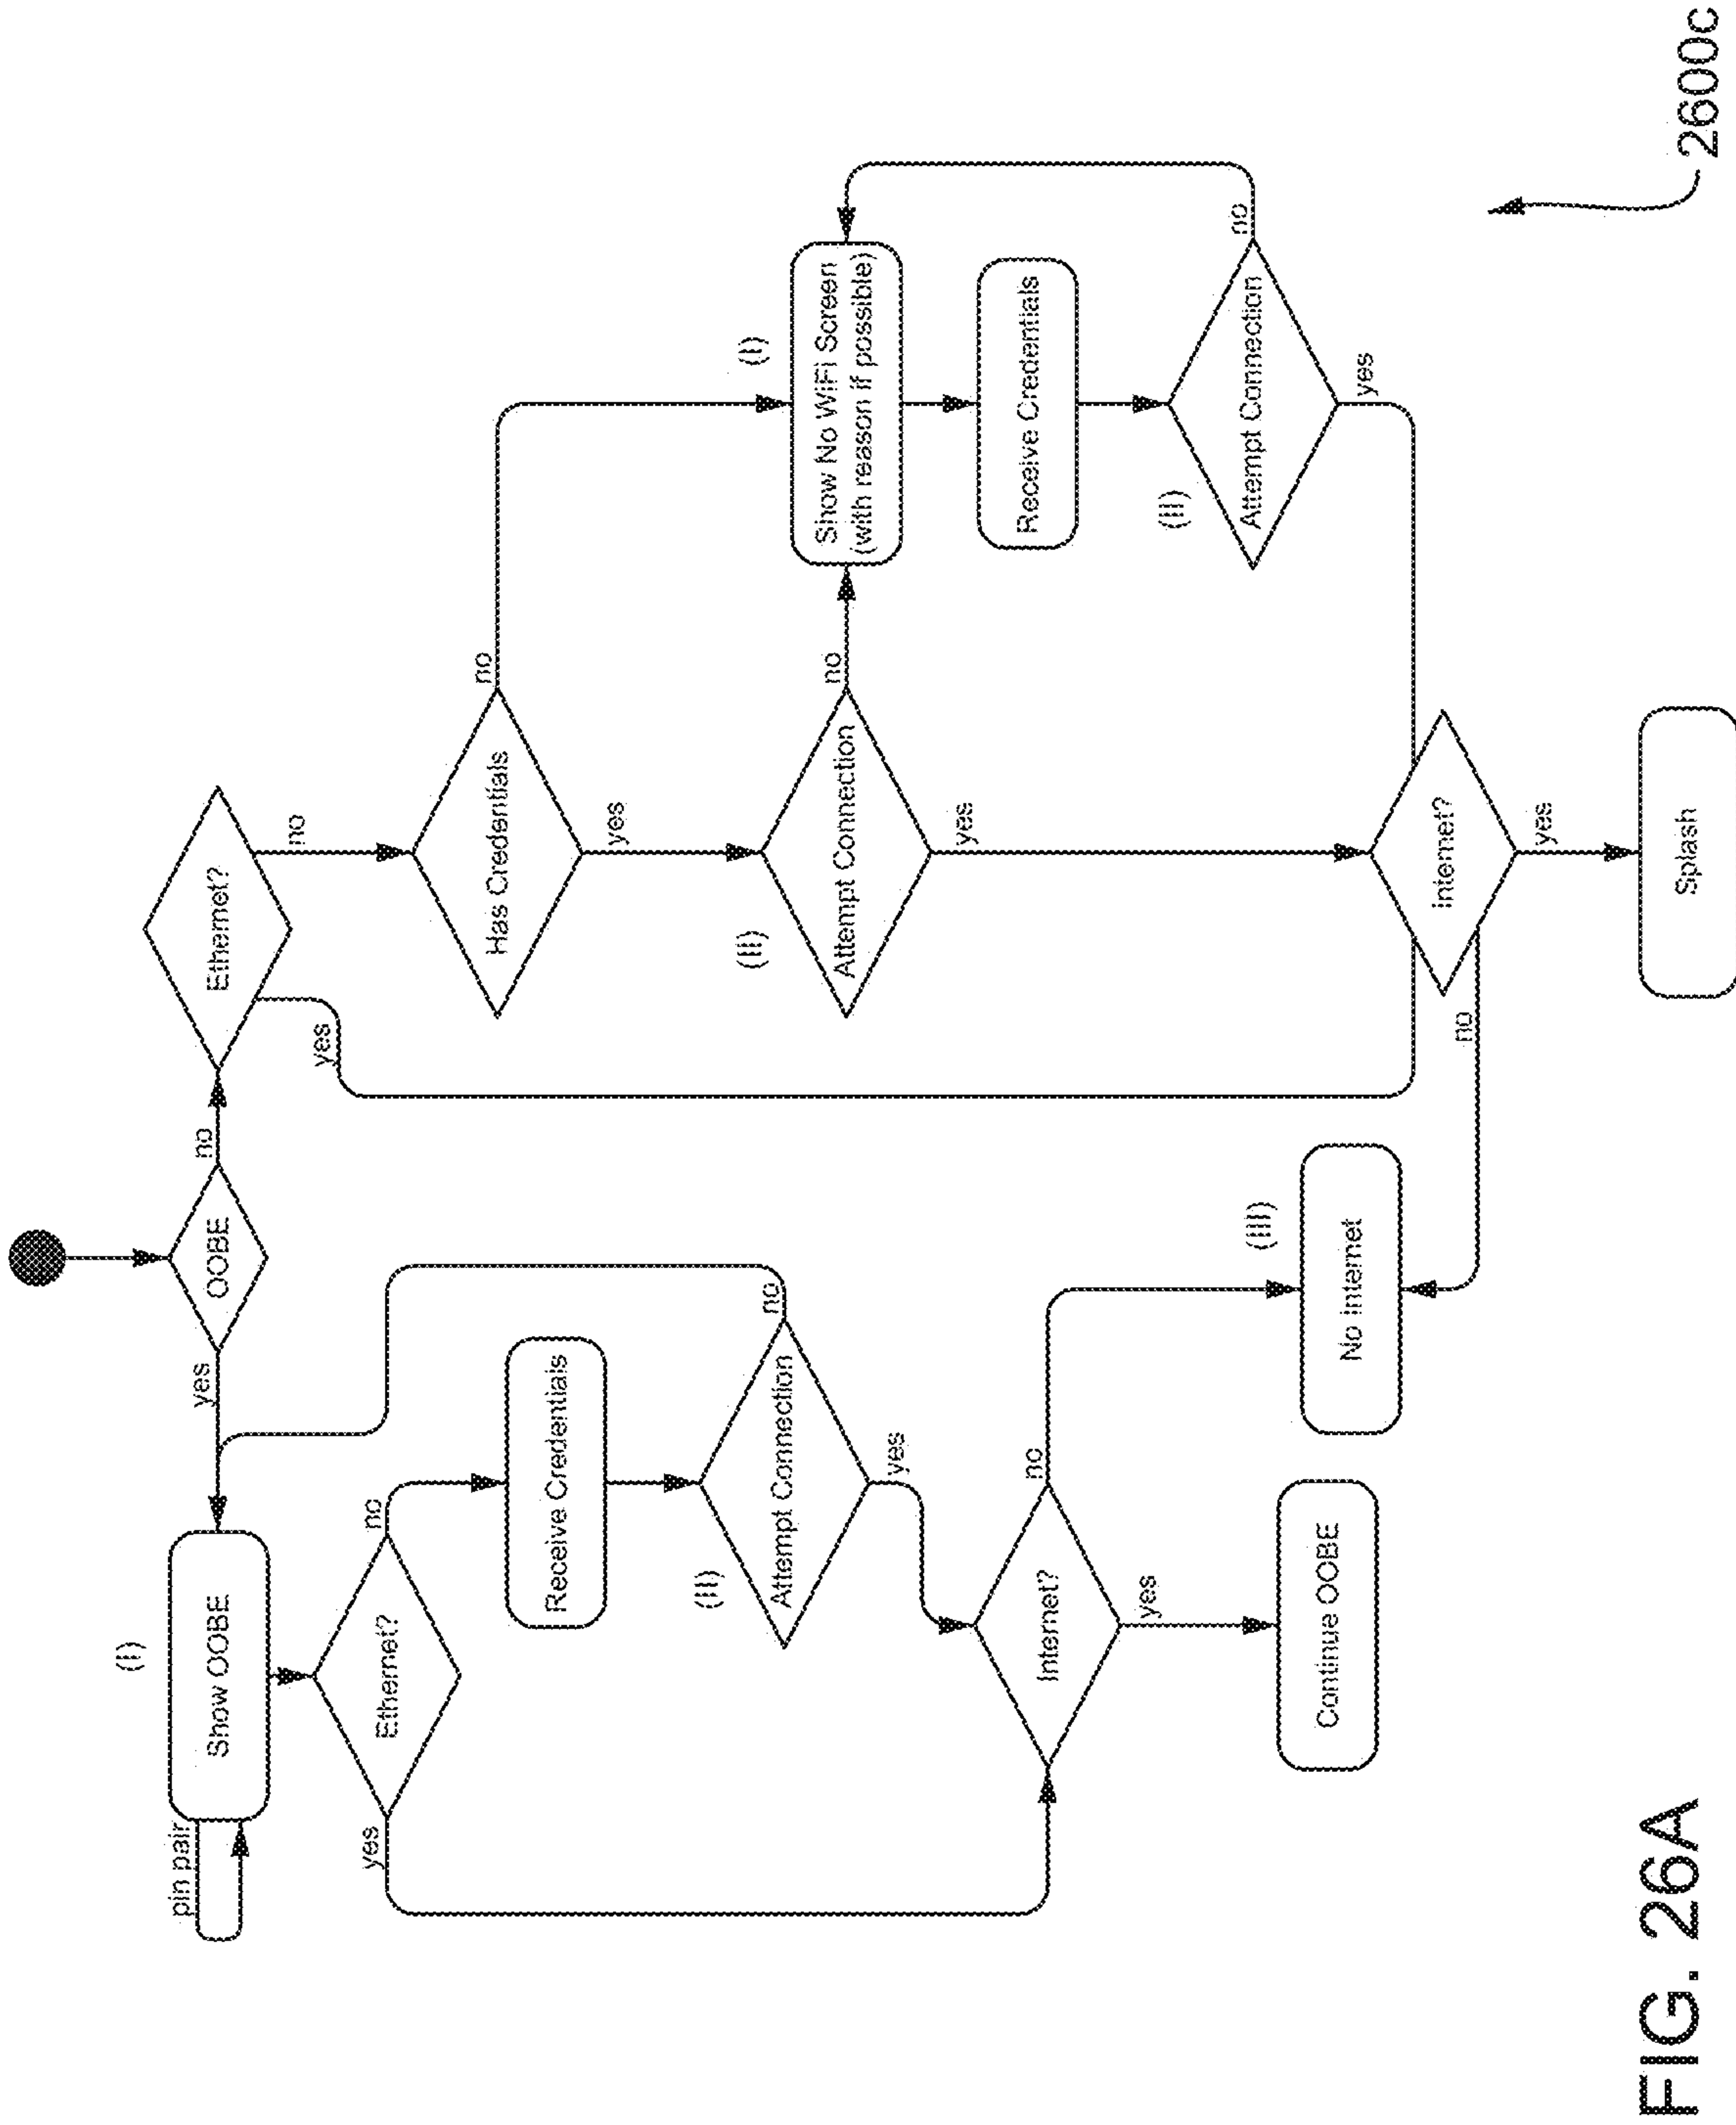 OOBE
yes
no
(I)
Show OOBE
pin pair
Ethernet?
yes
no
Receive Credentials
(II)
Attempt Connection
no
yes
Internet?
no
yes
Continue OOBE
(III)
No Internet
Ethernet?
yes
no
Has Credentials
no
yes
(II)
Attempt Connection
no
yes
(I)
Show No WiFi Screen
(with reason if possible)
Receive Credentials
(II)
Attempt Connection
no
yes
Internet?
no
yes
Splash
2600c
FIG. 26A